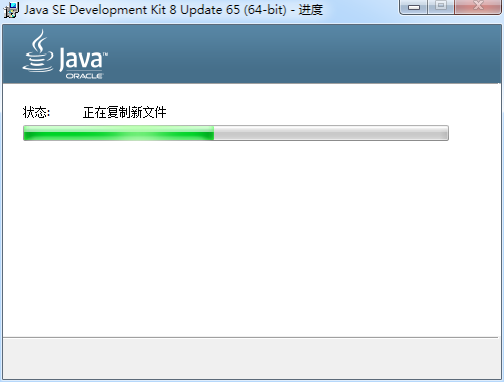 Java SE Development Kit 8 Update 65 (64-bit) - 进度
Java™
ORACLE
状态: 正在复制新文件